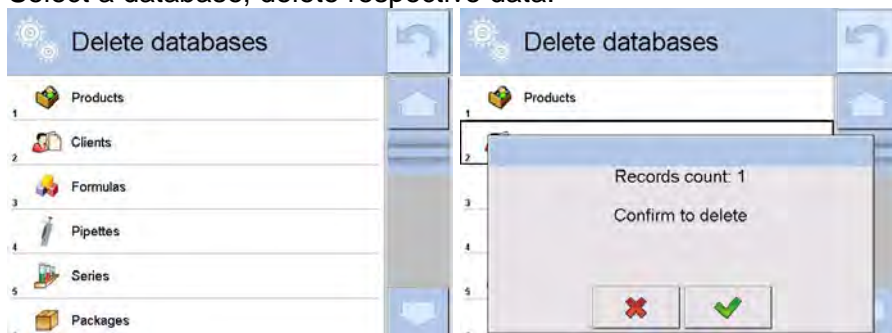 Select a database, delete respective data.
Delete databases
1 Products
2 Clients
3 Formulas
4 Pipettes
5 Series
Packages
Delete databases
1 Products
2
3
4
5
Records count: 1
Confirm to delete